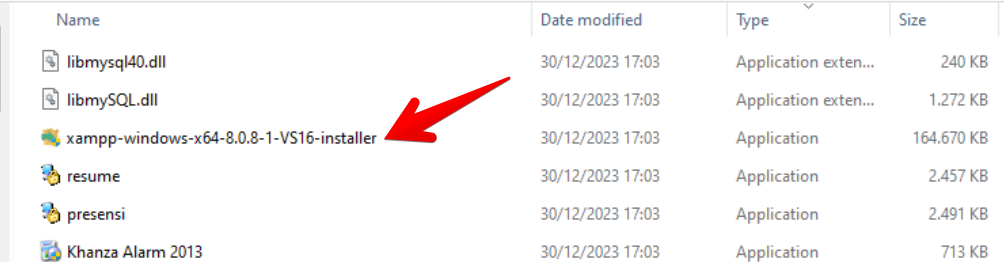 Name Date modified Type Size
libmysql40.dll 30/12/2023 17:03 Application exten... 240 KB
libmySQL.dll 30/12/2023 17:03 Application exten... 1.272 KB
xampp-windows-x64-8.0.8-1-VS16-installer 30/12/2023 17:03 Application 164.670 KB
resume 30/12/2023 17:03 Application 2.457 KB
presensi 30/12/2023 17:03 Application 2.491 KB
Khanza Alarm 2013 30/12/2023 17:03 Application 713 KB